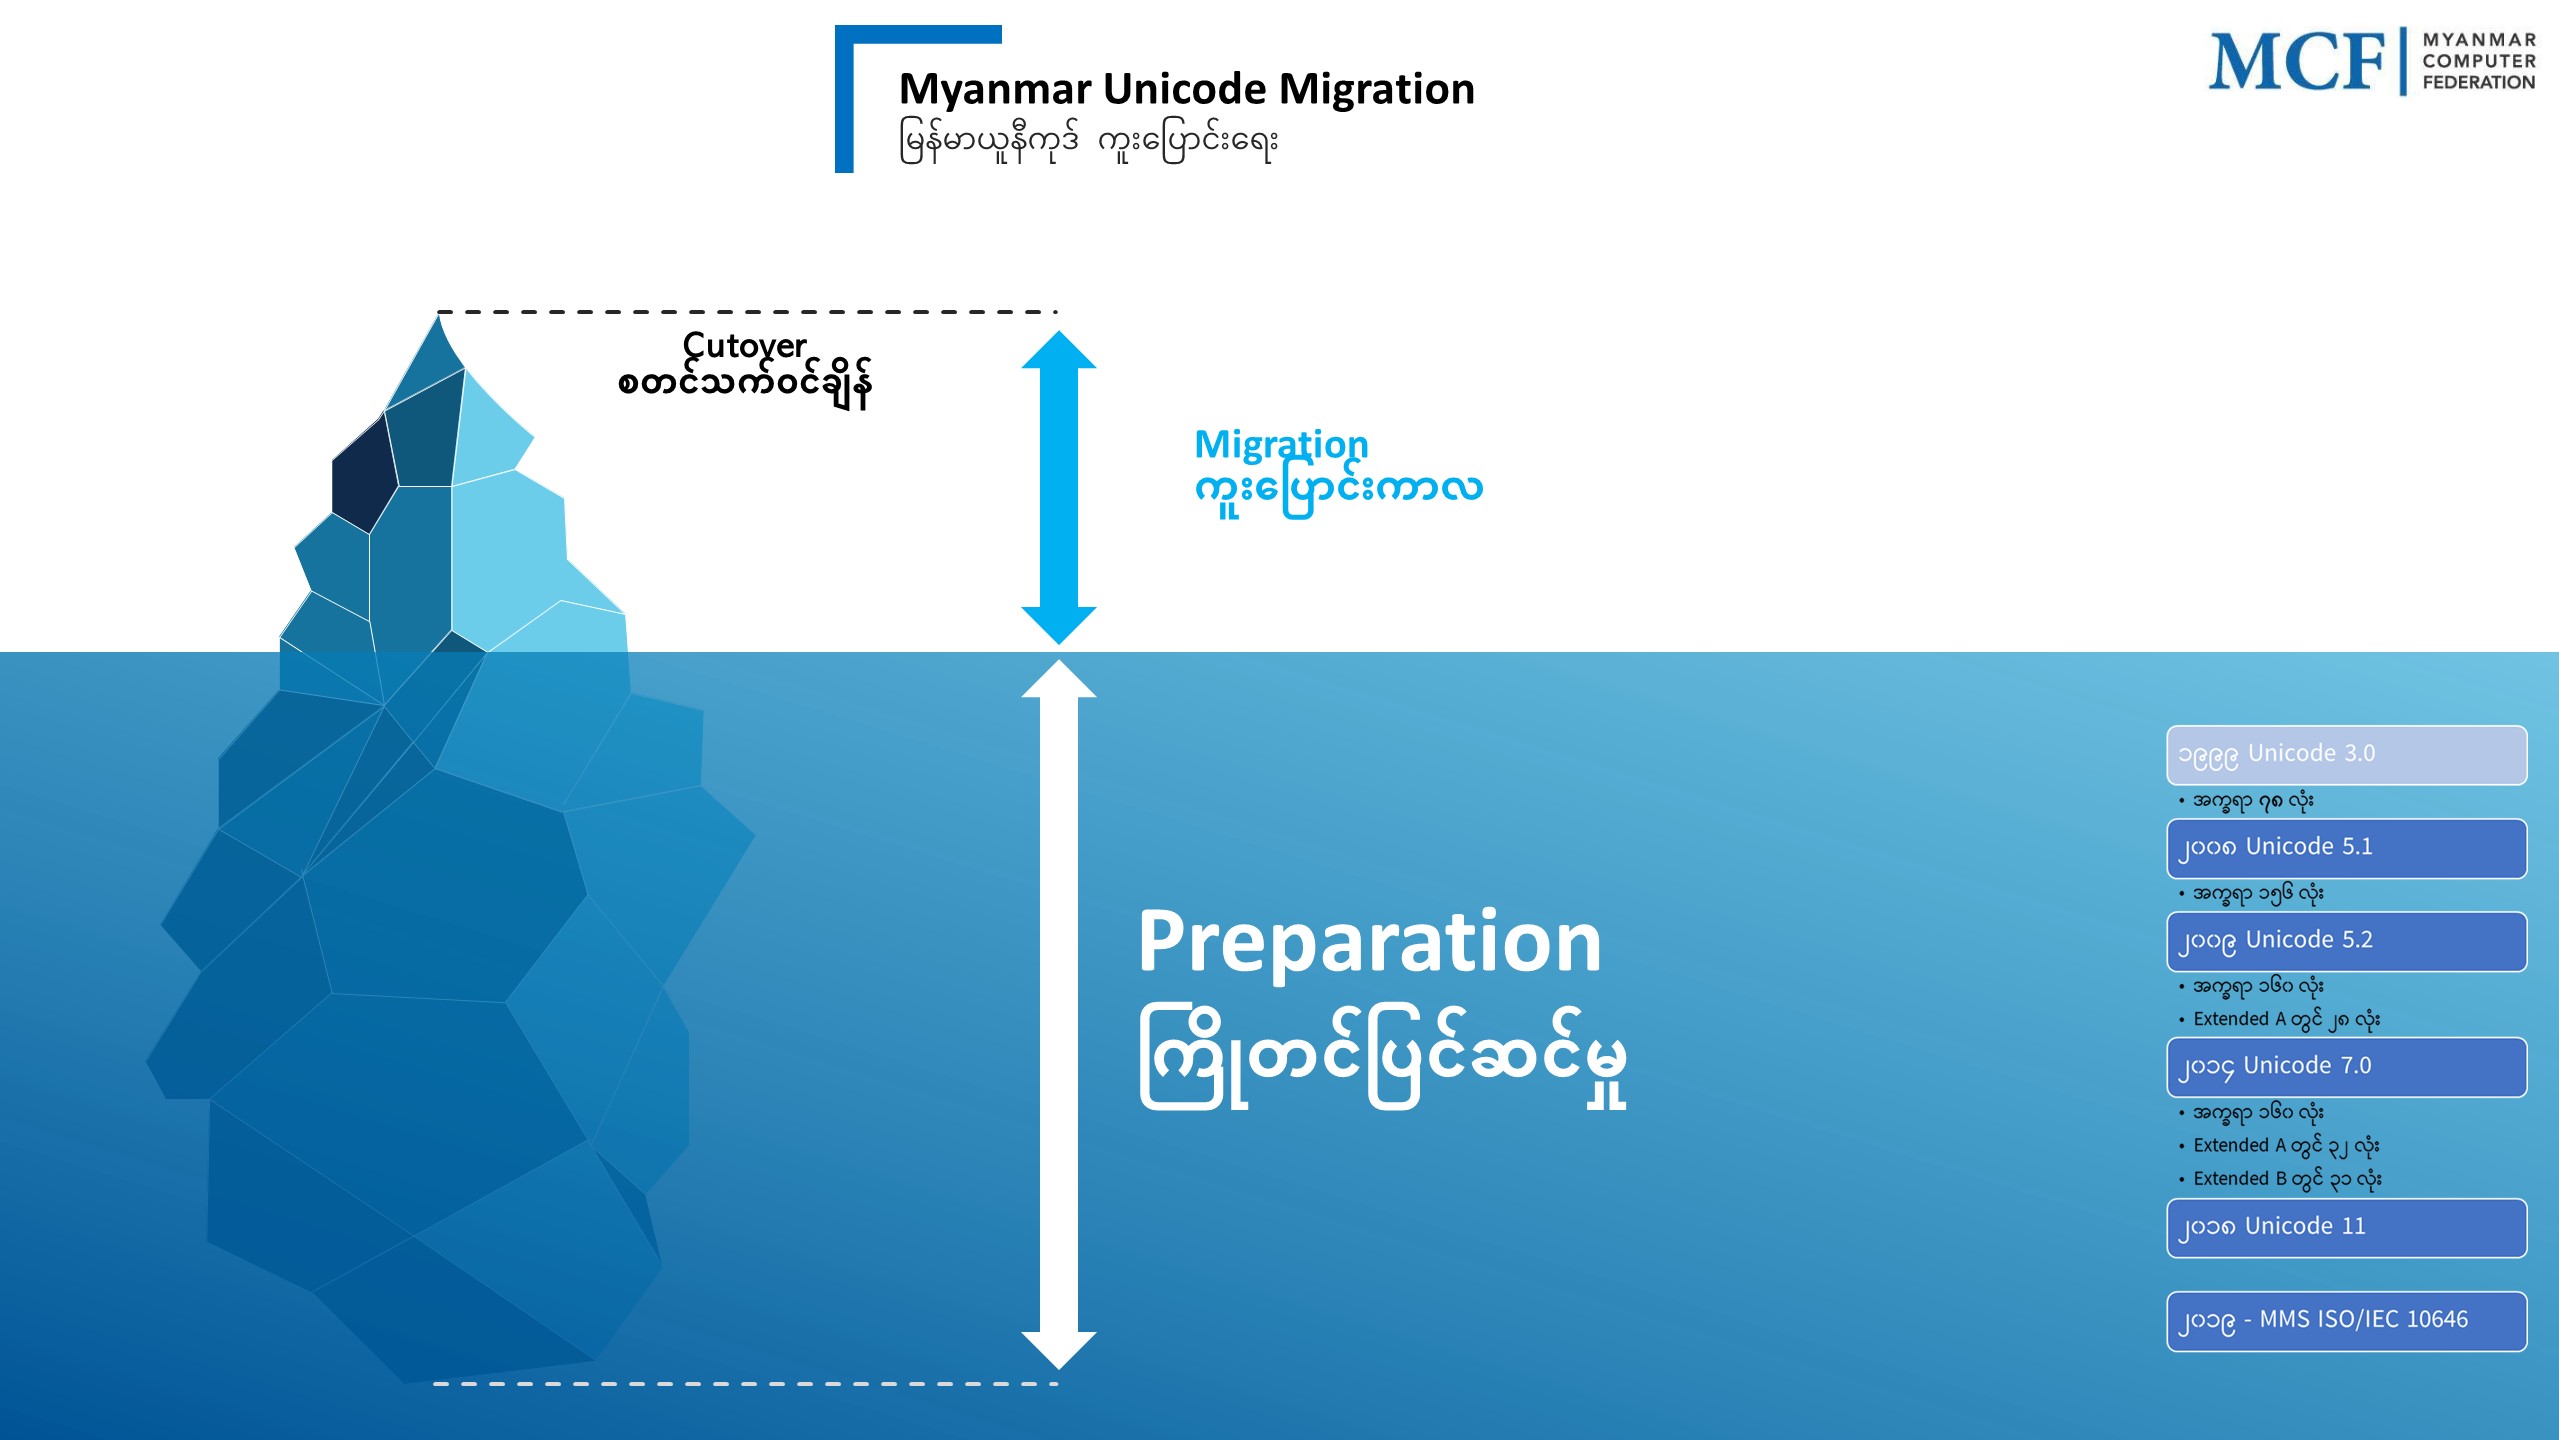 Myanmar Unicode Migration
မြန်မာယူနီကုဒ် ကူးပြောင်းရေး
MCF
MYANMAR
COMPUTER
FEDERATION
Cutover
စတင်သက်ဝင်ချိန်
Migration
ကူးပြောင်းကာလ
Preparation
ကြိုတင်ပြင်ဆင်မှု
၁၉၉၉ Unicode 3.0
• အက္ခရာ ၇၈ လုံး
၂၀၀၈ Unicode 5.1
• အက္ခရာ ၁၅၆ လုံး
၂၀၀၉ Unicode 5.2
• အက္ခရာ ၁၆၀ လုံး
• Extended A တွင် ၂၈ လုံး
၂၀၁၄ Unicode 7.0
• အက္ခရာ ၁၆၀ လုံး
• Extended A တွင် ၃၂ လုံး
• Extended B တွင် ၃၁ လုံး
၂၀၁၈ Unicode 11
၂၀၁၉ - MMS ISO/IEC 10646